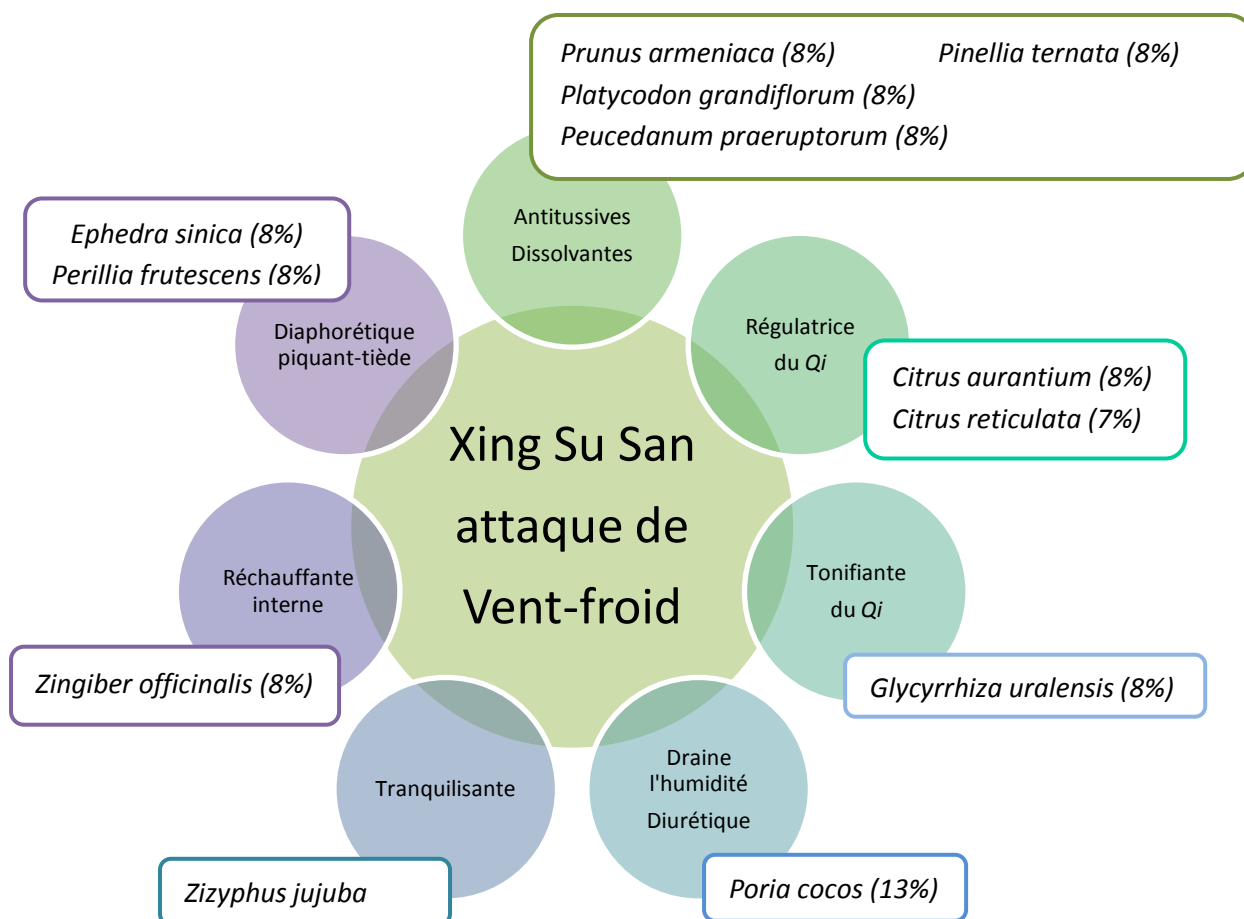 Prunus armeniaca (8%) Pinellia ternata (8%)
Platycodon grandiflorum (8%)
Peucedanum praeruptorum (8%)
Antitussives
Dissolvantes
Ephedra sinica (8%)
Perillia frutescens (8%)
Diaphorétique
piquant-tiède
Régulatrice
du Qi
Citrus aurantium (8%)
Citrus reticulata (7%)
Xing Su San
attaque de
Vent-froid
Réchauffante
interne
Zingiber officinalis (8%)
Tonifiante
du Qi
Glycyrrhiza uralensis (8%)
Tranquilisante
Zizyphus jujuba
Draine
l'humidité
Diurétique
Poria cocos (13%)